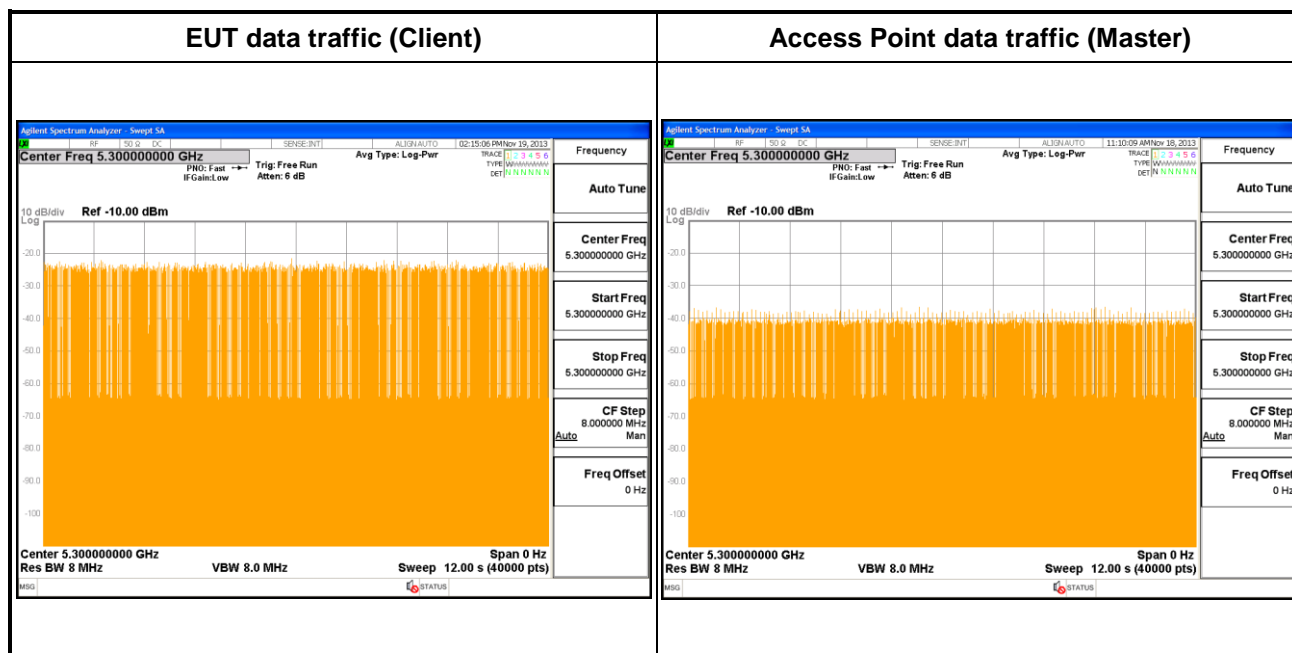 EUT data traffic (Client)
Access Point data traffic (Master)
Agilent Spectrum Analyzer - Swept SA
LXI RF 50 Ω DC SENSE:INT ALIGNAUTO 02:15:06 PM Nov 19, 2013
Center Freq 5.300000000 GHz
PNO: Fast
IFGain:Low
Trig: Free Run
Atten: 6 dB
Avg Type: Log-Pwr
TRACE 1 2 3 4 5 6
TYPE
DET N N N N N N
10 dB/div Ref -10.00 dBm
Log
-20.0
-30.0
-40.0
-50.0
-60.0
-70.0
-80.0
-90.0
-100
Center 5.300000000 GHz Span 0 Hz
Res BW 8 MHz VBW 8.0 MHz Sweep 12.00 s (40000 pts)
MSG STATUS
Frequency
Auto Tune
Center Freq
5.300000000 GHz
Start Freq
5.300000000 GHz
Stop Freq
5.300000000 GHz
CF Step
8.000000 MHz
Auto Man
Freq Offset
0 Hz
Agilent Spectrum Analyzer - Swept SA
LXI RF 50 Ω DC SENSE:INT ALIGNAUTO 11:10:09 AM Nov 18, 2013
Center Freq 5.300000000 GHz
PNO: Fast
IFGain:Low
Trig: Free Run
Atten: 6 dB
Avg Type: Log-Pwr
TRACE 1 2 3 4 5 6
TYPE
DET N N N N N N
10 dB/div Ref -10.00 dBm
Log
-20.0
-30.0
-40.0
-50.0
-60.0
-70.0
-80.0
-90.0
-100
Center 5.300000000 GHz Span 0 Hz
Res BW 8 MHz VBW 8.0 MHz Sweep 12.00 s (40000 pts)
MSG STATUS
Frequency
Auto Tune
Center Freq
5.300000000 GHz
Start Freq
5.300000000 GHz
Stop Freq
5.300000000 GHz
CF Step
8.000000 MHz
Auto Man
Freq Offset
0 Hz